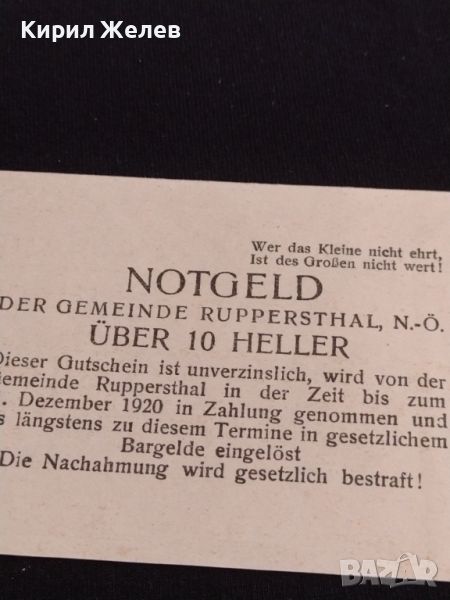 Кирил Желев
Wer das Kleine nicht ehrt,
Ist des Großen nicht wert!
NOTGELD
DER GEMEINDE RUPPERSTHAL, N.-Ö.
ÜBER 10 HELLER
Dieser Gutschein ist unverzinslich, wird von der
Gemeinde Ruppersthal in der Zeit bis zum
. Dezember 1920 in Zahlung genommen und
s längstens zu diesem Termine in gesetzlichem
Bargelde eingelöst
Die Nachahmung wird gesetzlich bestraft!
BAZAR